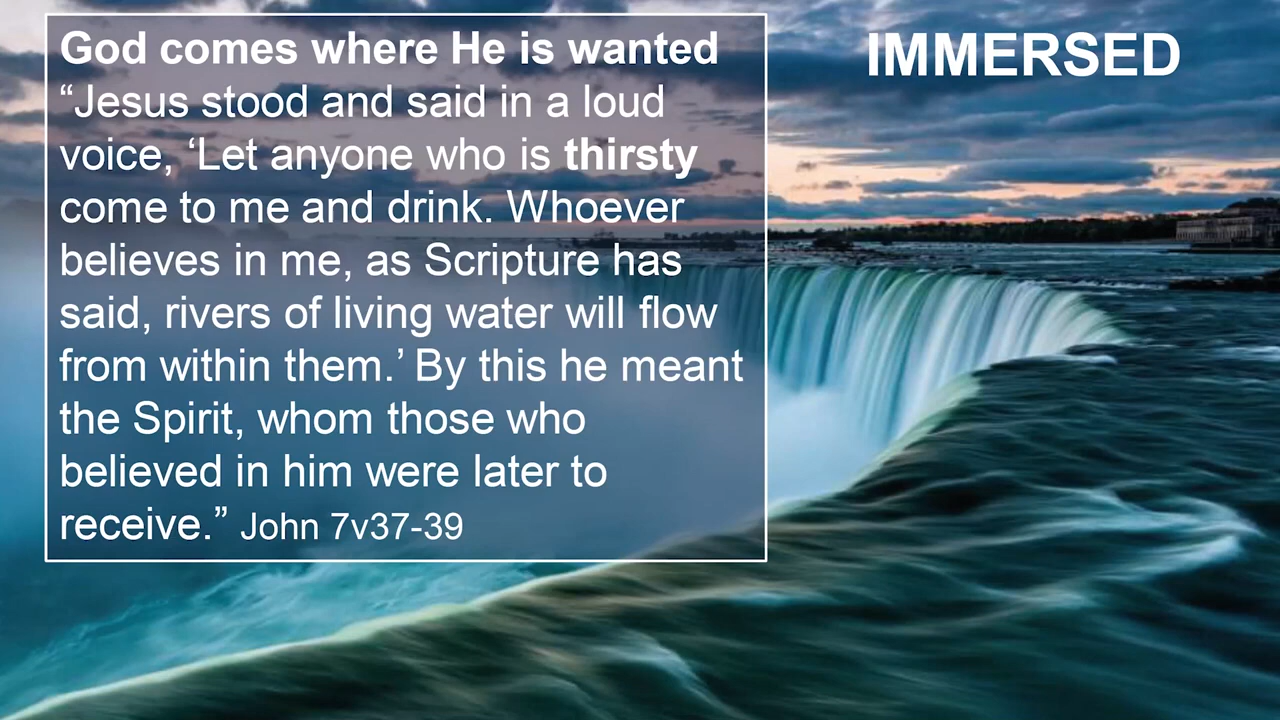 God comes where He is wanted
“Jesus stood and said in a loud
voice, ‘Let anyone who is thirsty
come to me and drink. Whoever
believes in me, as Scripture has
said, rivers of living water will flow
from within them.’ By this he meant
the Spirit, whom those who
believed in him were later to
receive.” John 7v37-39
IMMERSED